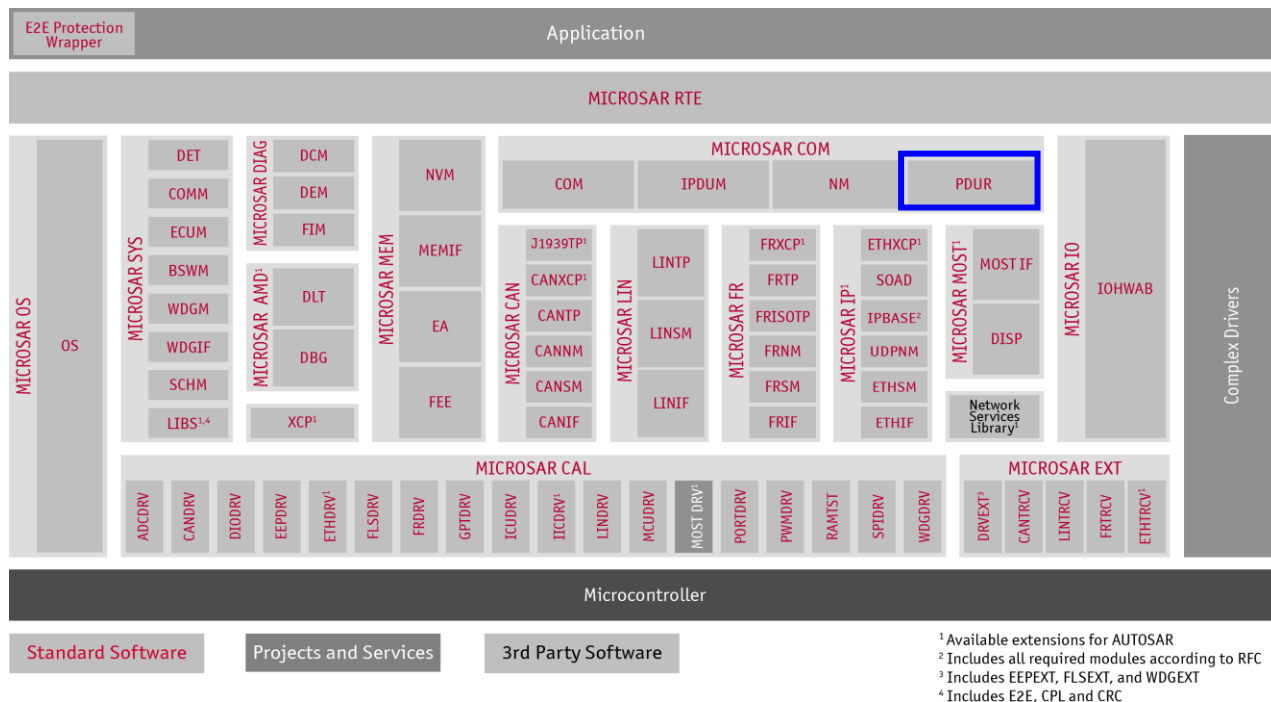 E2E Protection
Wrapper
Application
MICROSAR RTE
MICROSAR OS
OS
MICROSAR SYS
DET
COMM
ECUM
BSWM
WDGM
WDGIF
SCHM
LIBS¹,⁴
MICROSAR DIAG
DCM
DEM
FIM
MICROSAR AMD¹
DLT
DBG
XCP¹
MICROSAR MEM
NVM
MEMIF
EA
FEE
MICROSAR COM
COM
IPDUM
NM
PDUR
MICROSAR CAN
J1939TP¹
CANXCP¹
CANTP
CANNM
CANSM
CANIF
MICROSAR LIN
LINTP
LINSM
LINIF
MICROSAR FR
FRXCP¹
FRTP
FRISOTP
FRNM
FRSM
FRIF
MICROSAR IP¹
ETHXCP¹
SOAD
IPBASE²
UDPNM
ETHSM
ETHIF
MICROSAR MOST¹
MOST IF
DISP
Network
Services
Library¹
MICROSAR IO
IOHWAB
Complex Drivers
MICROSAR CAL
ADCDRV
CANDRV
DIODRV
EEPDRV
ETHDRV¹
FLSDRV
FRDRV
GPTDRV
ICUDRV
IICDRV¹
LINDRV
MCUDRV
MOST DRV¹
PORTDRV
PWMDRV
RAMTST
SPIDRV
WDGDRV
MICROSAR EXT
DRVEXT³
CANTRCV
LINTRCV
FRTRCV
ETHTRCV¹
Microcontroller
Standard Software
Projects and Services
3rd Party Software
¹ Available extensions for AUTOSAR
² Includes all required modules according to RFC
³ Includes EEPEXT, FLSEXT, and WDGEXT
⁴ Includes E2E, CPL and CRC